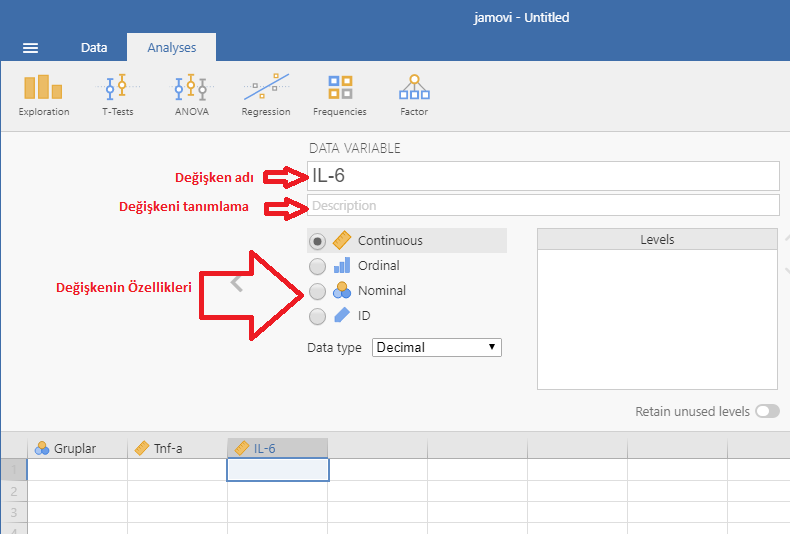 jamovi - Untitled
Data Analyses
Exploration T-Tests ANOVA Regression Frequencies Factor
DATA VARIABLE
Değişken adı IL-6
Değişkeni tanımlama Description
Continuous Levels
Ordinal
Değişkenin Özellikleri Nominal
ID
Data type Decimal
Retain unused levels
Gruplar Tnf-a IL-6
1
2
3
4